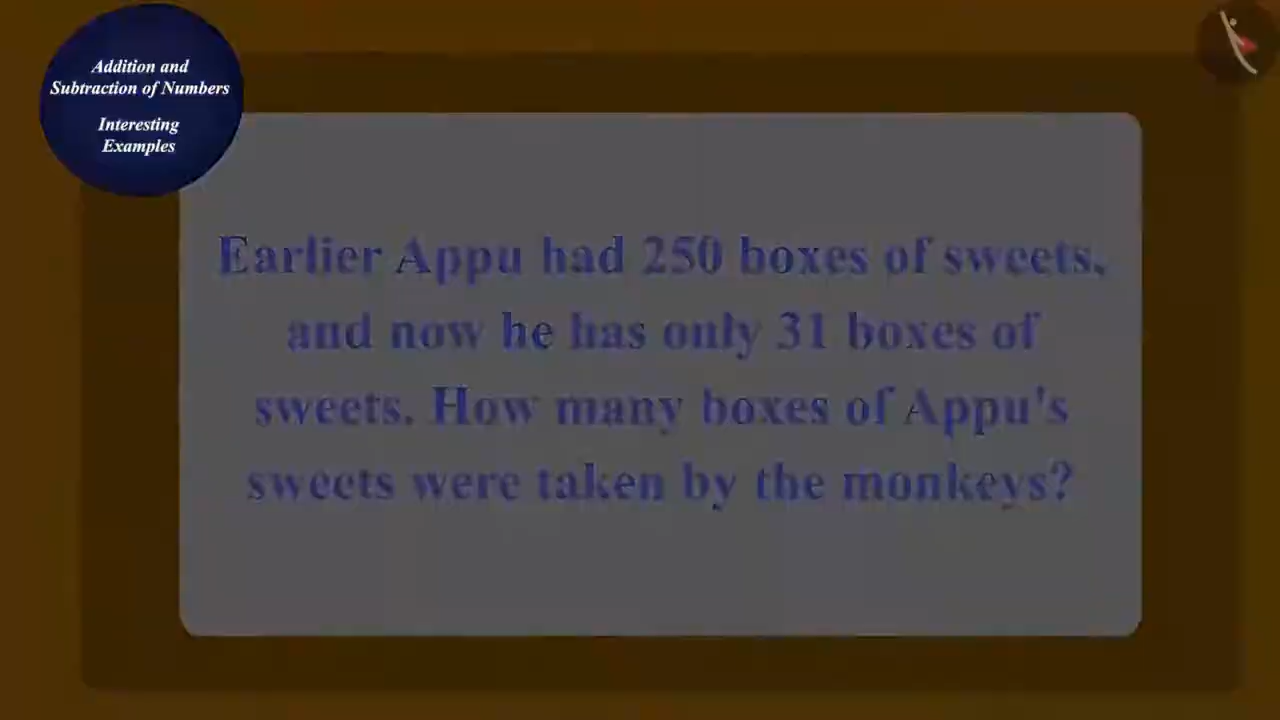 Addition and
Subtraction of Numbers
Interesting
Examples
Earlier Appu had 250 boxes of sweets,
and now he has only 31 boxes of
sweets. How many boxes of Appu's
sweets were taken by the monkeys?